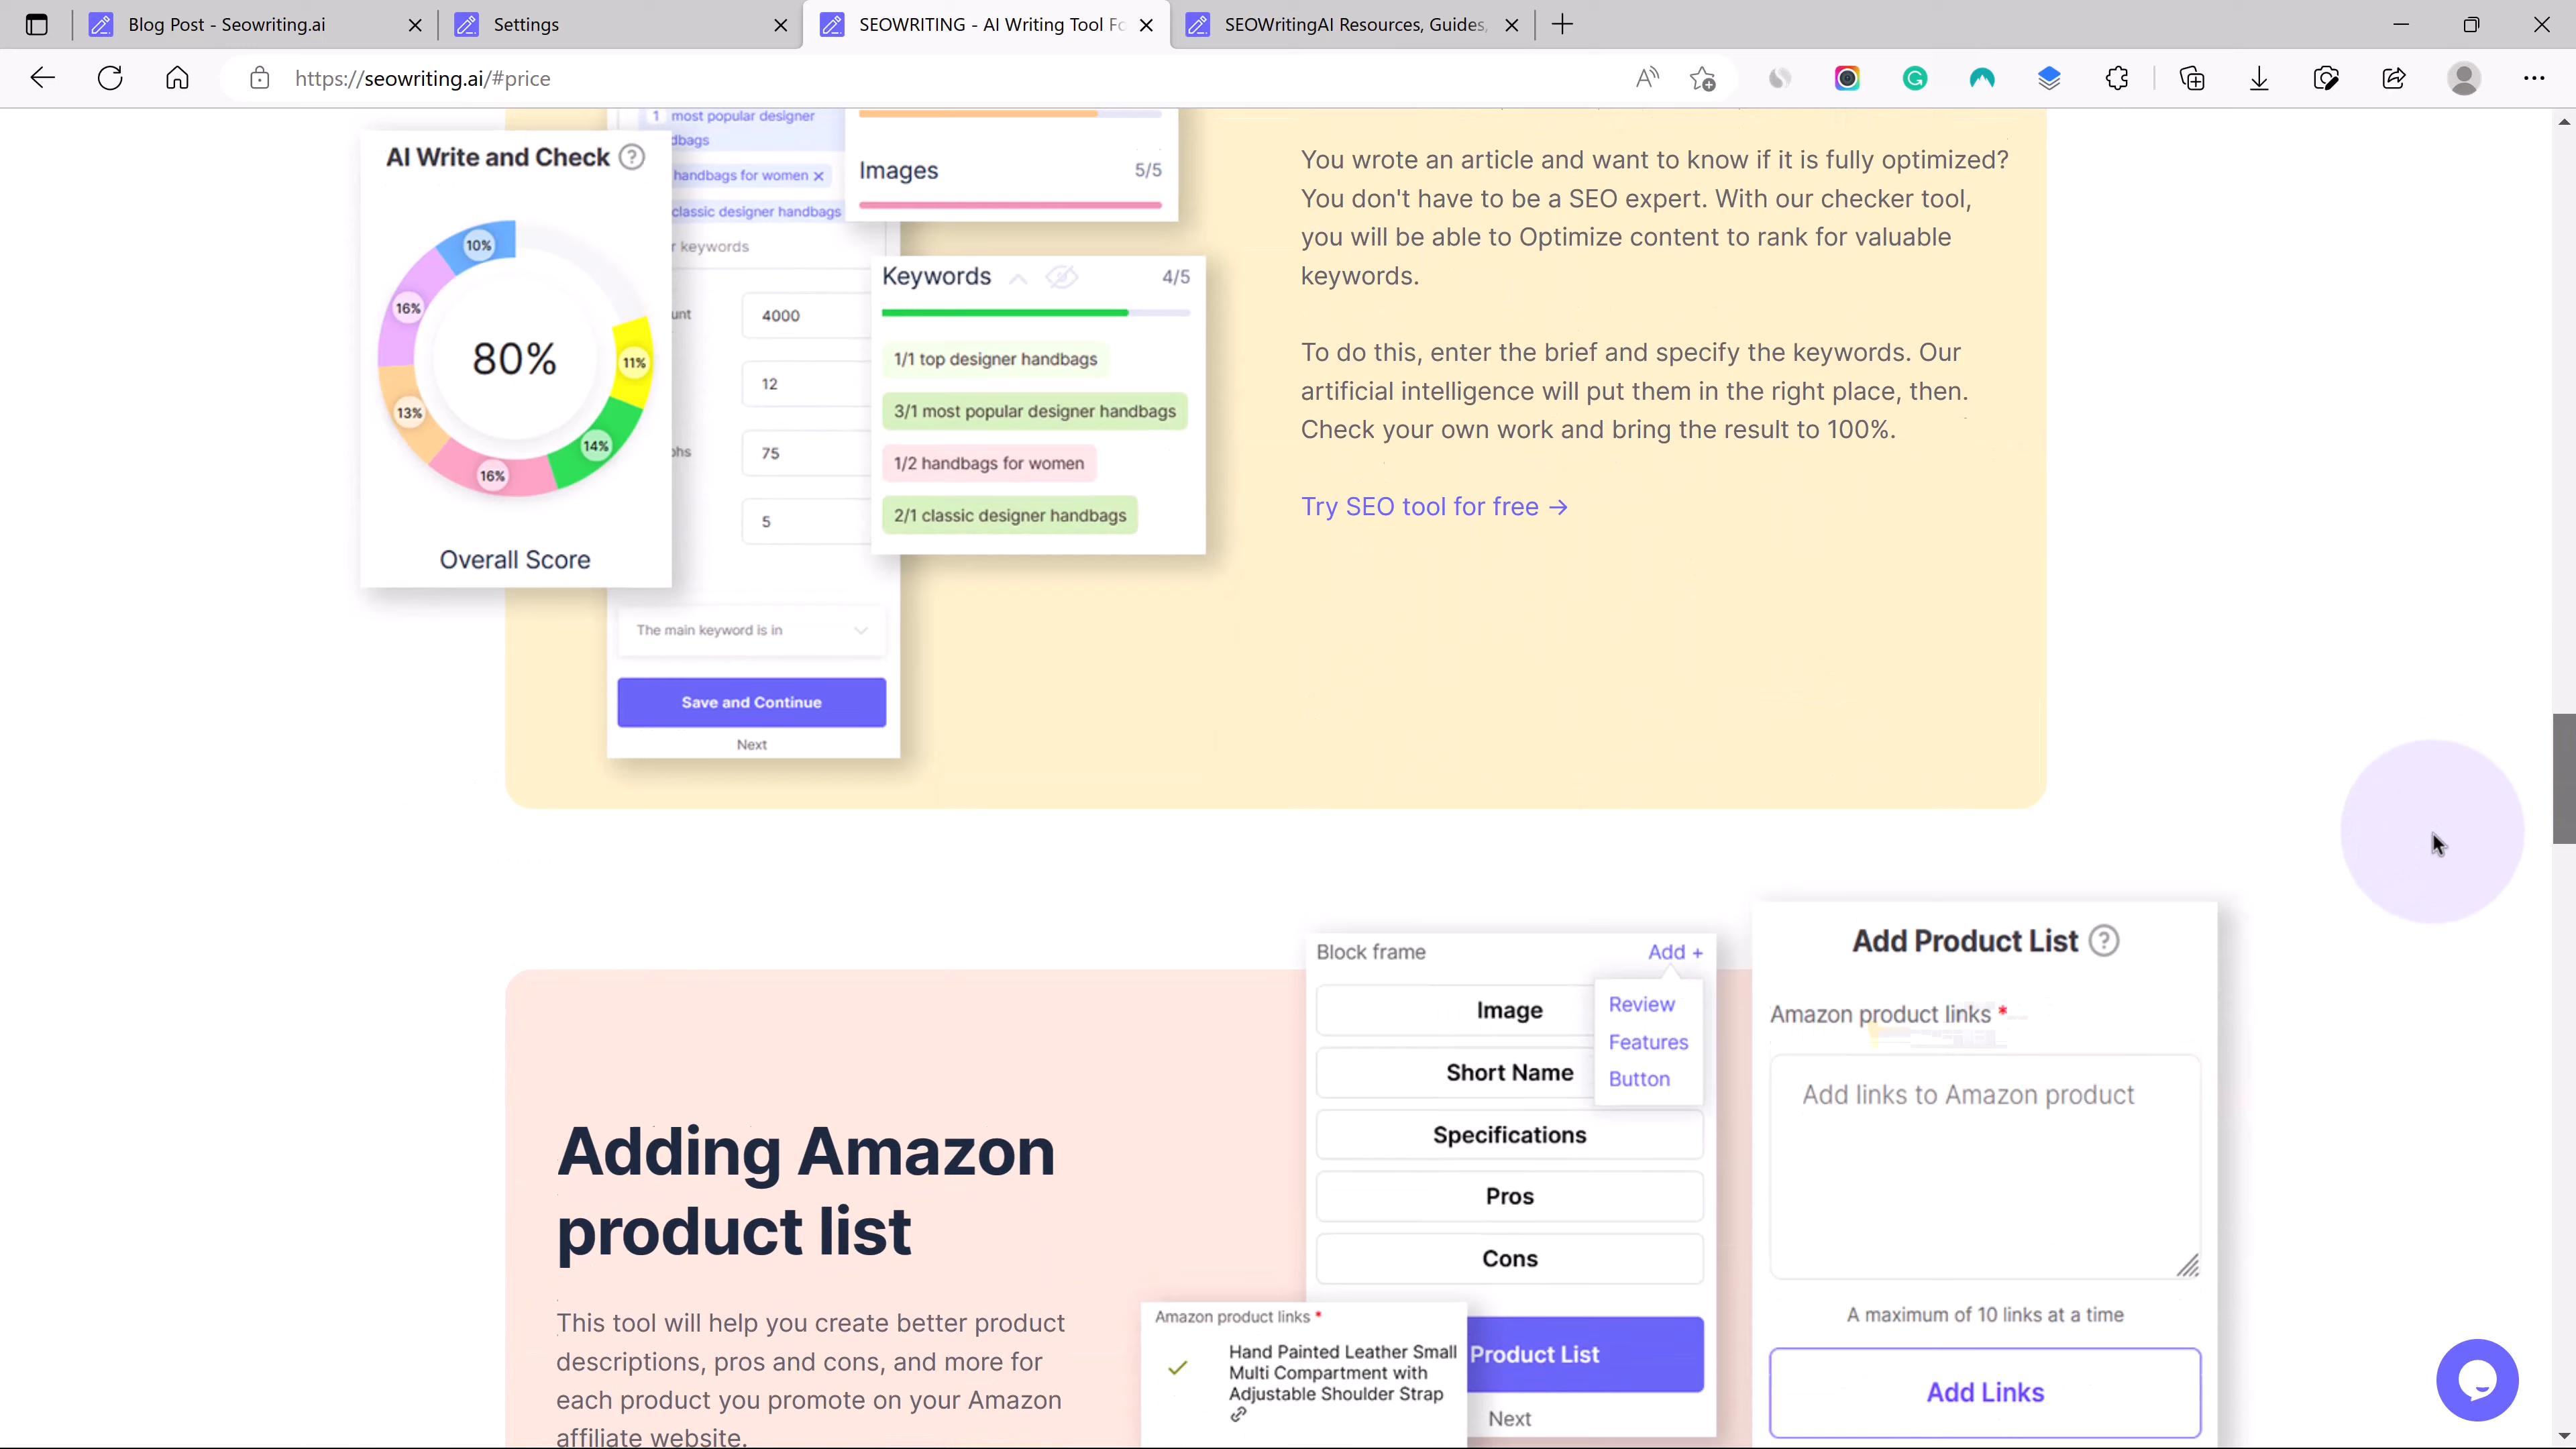 Blog Post - Seowriting.ai
Settings
SEOWRITING - AI Writing Tool Fo
SEOWritingAI Resources, Guides,
https://seowriting.ai/#price
AI Write and Check ?
10%
16%
13%
16%
14%
11%
80%
Overall Score
1 most popular designer
handbags for women ×
classic designer handbags
r keywords
unt
4000
12
phs
75
5
The main keyword is in
Save and Continue
Next
Images 5/5
Keywords 4/5
1/1 top designer handbags
3/1 most popular designer handbags
1/2 handbags for women
2/1 classic designer handbags
You wrote an article and want to know if it is fully optimized?
You don't have to be a SEO expert. With our checker tool,
you will be able to Optimize content to rank for valuable
keywords.
To do this, enter the brief and specify the keywords. Our
artificial intelligence will put them in the right place, then.
Check your own work and bring the result to 100%.
Try SEO tool for free →
Adding Amazon
product list
This tool will help you create better product
descriptions, pros and cons, and more for
each product you promote on your Amazon
affiliate website.
Block frame Add +
Review
Features
Button
Image
Short Name
Specifications
Pros
Cons
Product List
Next
Amazon product links *
Hand Painted Leather Small
Multi Compartment with
Adjustable Shoulder Strap
Add Product List ?
Amazon product links *
Add links to Amazon product
A maximum of 10 links at a time
Add Links